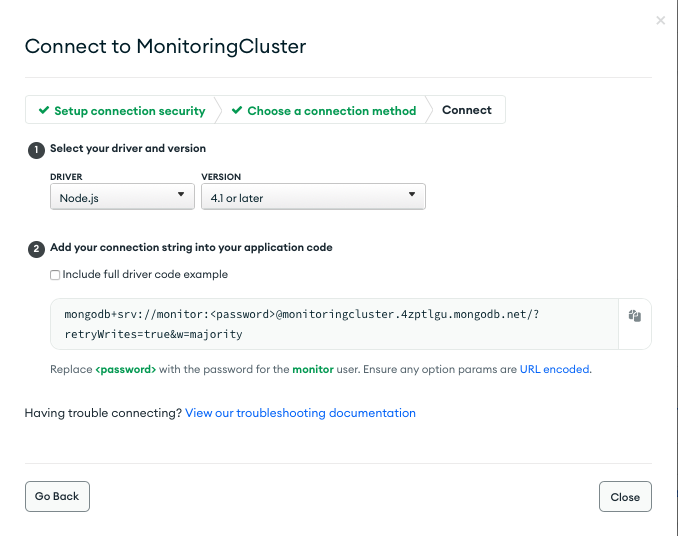 Connect to MonitoringCluster
Setup connection security
Choose a connection method
Connect
1 Select your driver and version
DRIVER VERSION
Node.js 4.1 or later
2 Add your connection string into your application code
Include full driver code example
mongodb+srv://monitor:<password>@monitoringcluster.4zptlgu.mongodb.net/?
retryWrites=true&w=majority
Replace <password> with the password for the monitor user. Ensure any option params are URL encoded.
Having trouble connecting? View our troubleshooting documentation
Go Back Close